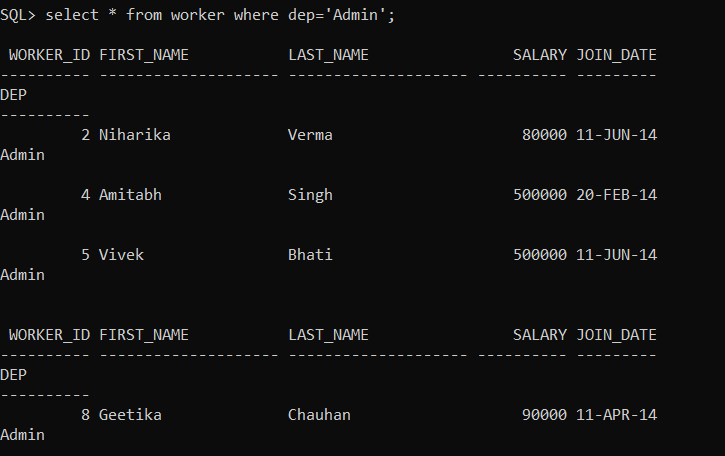 SQL> select * from worker where dep='Admin';

 WORKER_ID FIRST_NAME           LAST_NAME                SALARY JOIN_DATE
---------- -------------------- -------------------- ---------- ---------
DEP
----------
         2 Niharika             Verma                     80000 11-JUN-14
Admin

         4 Amitabh              Singh                    500000 20-FEB-14
Admin

         5 Vivek                Bhati                    500000 11-JUN-14
Admin


 WORKER_ID FIRST_NAME           LAST_NAME                SALARY JOIN_DATE
---------- -------------------- -------------------- ---------- ---------
DEP
----------
         8 Geetika              Chauhan                   90000 11-APR-14
Admin